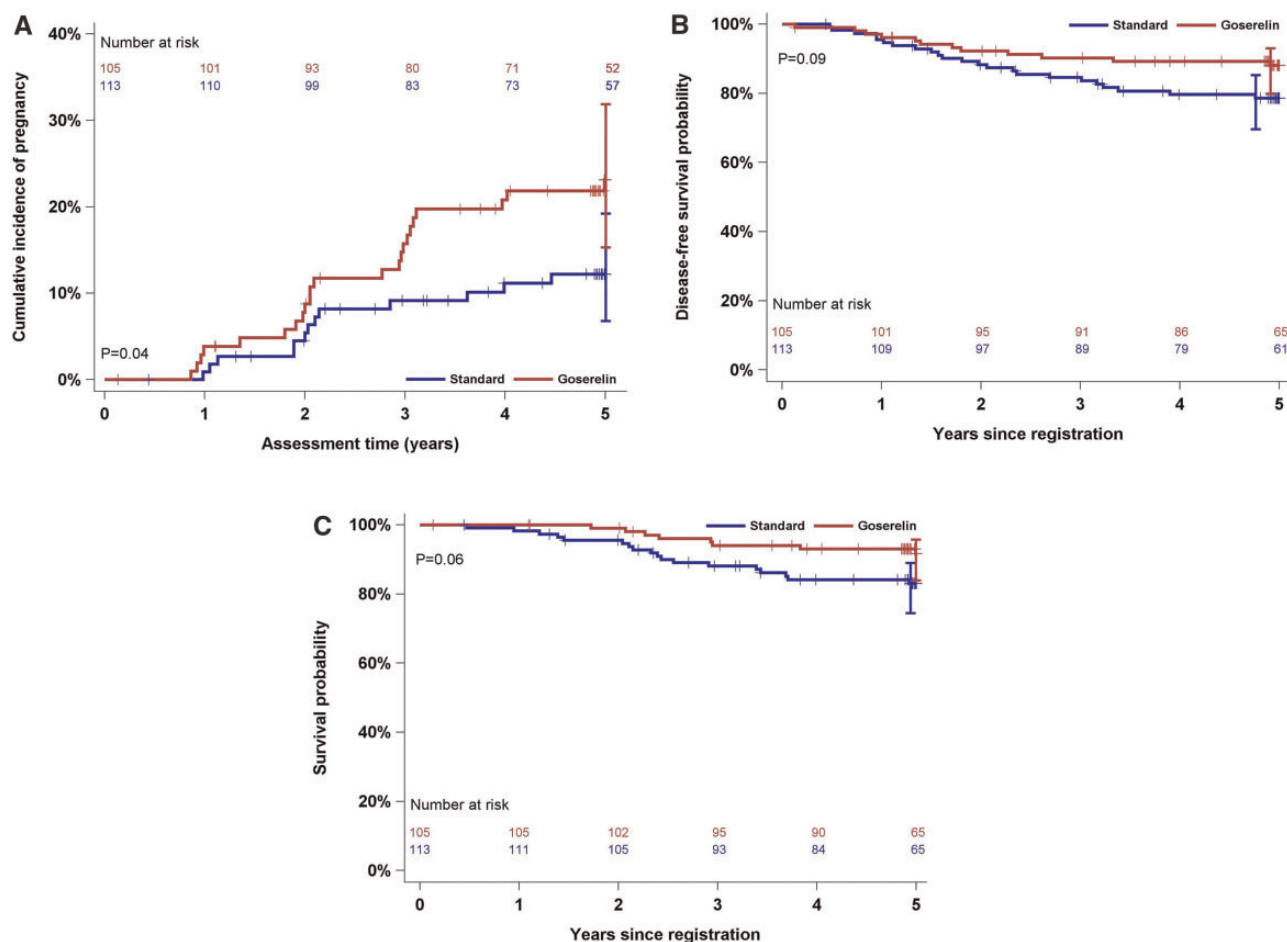 A
40%
30%
20%
10%
0%
Cumulative incidence of pregnancy
Number at risk
105 101 93 80 71 52
113 110 99 83 73 57
P=0.04
Standard Goserelin
0 1 2 3 4 5
Assessment time (years)
B
100%
80%
60%
40%
20%
0%
Disease-free survival probability
Standard Goserelin
P=0.09
Number at risk
105 101 95 91 86 65
113 109 97 89 79 61
0 1 2 3 4 5
Years since registration
C
100%
80%
60%
40%
20%
0%
Survival probability
Standard Goserelin
P=0.06
Number at risk
105 105 102 95 90 65
113 111 105 93 84 65
0 1 2 3 4 5
Years since registration